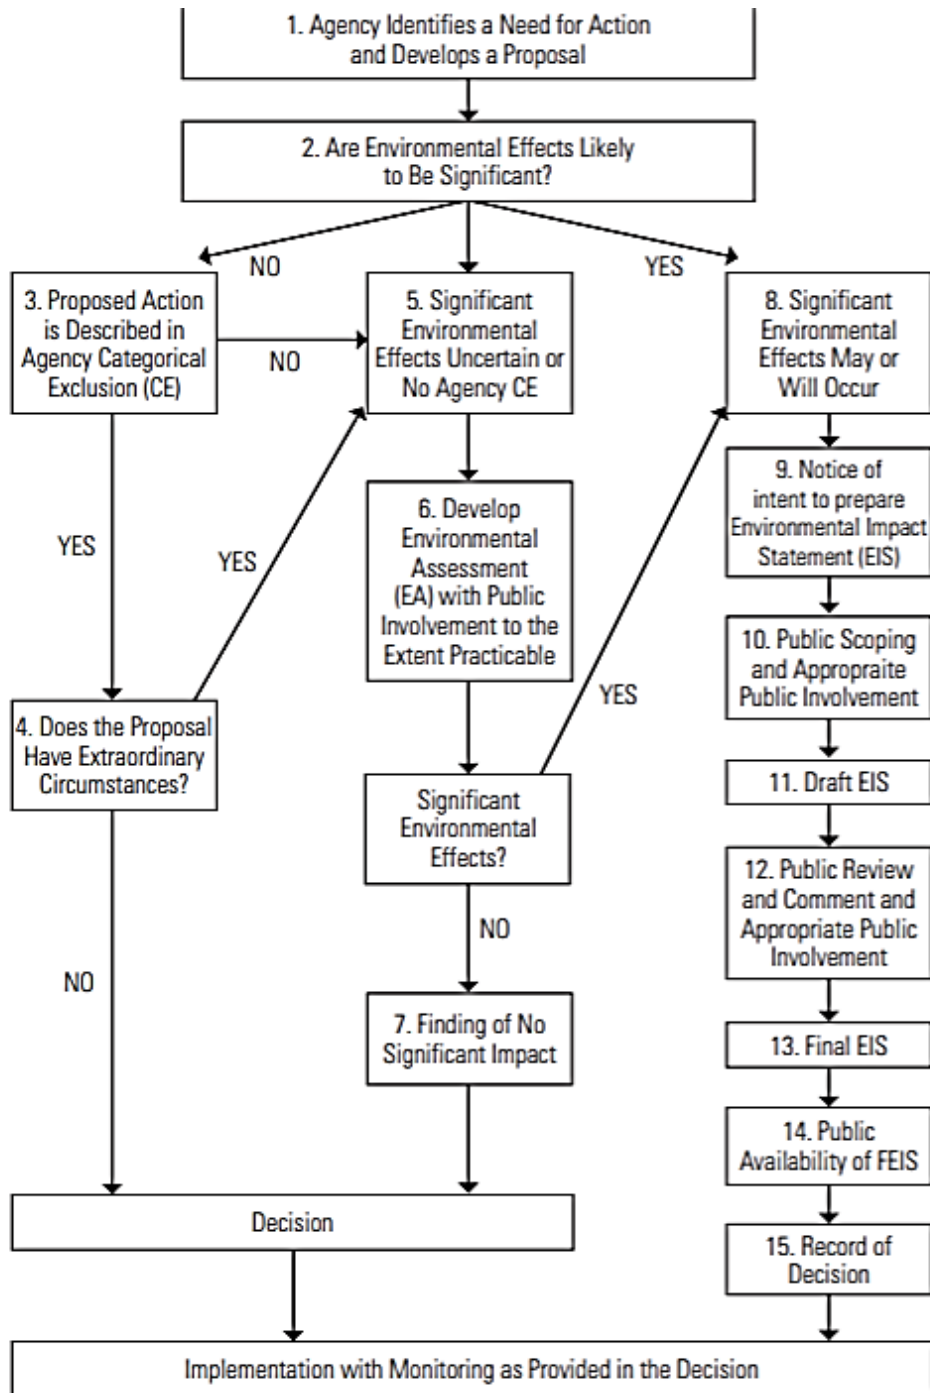 1. Agency Identifies a Need for Action
and Develops a Proposal
2. Are Environmental Effects Likely
to Be Significant?
NO
YES
3. Proposed Action
is Described in
Agency Categorical
Exclusion (CE)
NO
5. Significant
Environmental
Effects Uncertain or
No Agency CE
8. Significant
Environmental
Effects May or
Will Occur
YES
YES
6. Develop
Environmental
Assessment
(EA) with Public
Involvement to the
Extent Practicable
9. Notice of
intent to prepare
Environmental Impact
Statement (EIS)
10. Public Scoping
and Appropraite
Public Involvement
YES
4. Does the Proposal
Have Extraordinary
Circumstances?
Significant
Environmental
Effects?
11. Draft EIS
12. Public Review
and Comment and
Appropriate Public
Involvement
NO
NO
7. Finding of No
Significant Impact
13. Final EIS
14. Public
Availability of FEIS
Decision
15. Record of
Decision
Implementation with Monitoring as Provided in the Decision